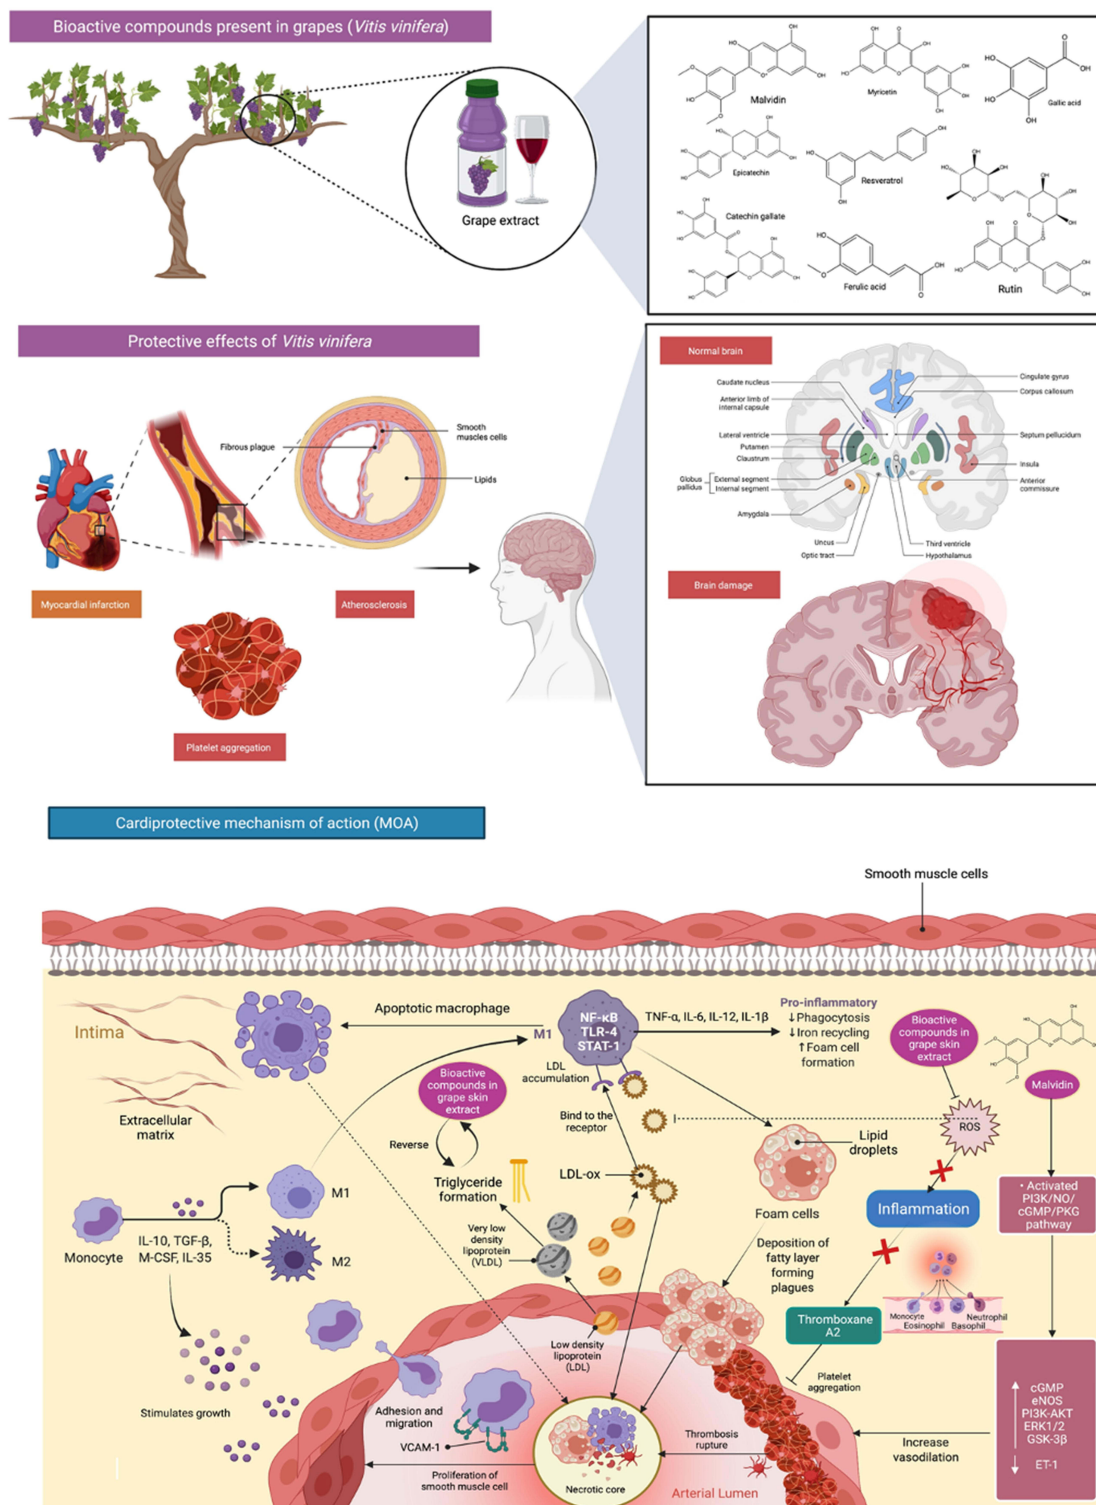 Bioactive compounds present in grapes (Vitis vinifera)
Grape extract
Malvidin
Myricetin
Gallic acid
Epicatechin
Resveratrol
Catechin gallate
Ferulic acid
Rutin
Protective effects of Vitis vinifera
Fibrous plague
Smooth
muscles cells
Lipids
Myocardial infarction
Atherosclerosis
Platelet aggregation
Normal brain
Caudate nucleus
Anterior limb of
internal capsule
Lateral ventricle
Putamen
Claustrum
Globus
pallidus
External segment
Internal segment
Amygdala
Uncus
Optic tract
Cingulate gyrus
Corpus callosum
Septum pellucidum
Insula
Anterior
commissure
Third ventricle
Hypothalamus
Brain damage
Cardiprotective mechanism of action (MOA)
Smooth muscle cells
Intima
Extracellular
matrix
Apoptotic macrophage
M1
NF-κB
TLR-4
STAT-1
TNF-α, IL-6, IL-12, IL-1β
Pro-inflammatory
↓Phagocytosis
↓Iron recycling
↑Foam cell
formation
Bioactive
compounds in
grape skin
extract
Malvidin
LDL
accumulation
Bioactive
compounds in
grape skin
extract
Bind to the
receptor
Reverse
Triglyceride
formation
LDL-ox
Lipid
droplets
Foam cells
ROS
Inflammation
• Activated
PI3K/NO/
cGMP/PKG
pathway
Monocyte
M1
M2
IL-10, TGF-β,
M-CSF, IL-35
Very low
density
lipoprotein
(VLDL)
Deposition of
fatty layer
forming
plagues
Monocyte
Eosinophil
Basophil
Neutrophil
Thromboxane
A2
Low density
lipoprotein
(LDL)
Platelet
aggregation
Stimulates growth
Adhesion and
migration
VCAM-1
Proliferation of
smooth muscle cell
Necrotic core
Thrombosis
rupture
Arterial Lumen
Increase
vasodilation
cGMP
eNOS
PI3K-AKT
ERK1/2
GSK-3β
ET-1